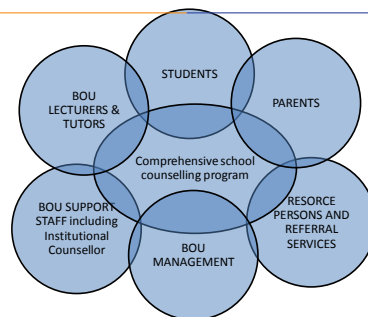 STUDENTS
BOU
LECTURERS &
TUTORS
PARENTS
Comprehensive school
counselling program
BOU SUPPORT
STAFF including
Institutional
Counsellor
RESORCE
PERSONS AND
REFERRAL
SERVICES
BOU
MANAGEMENT